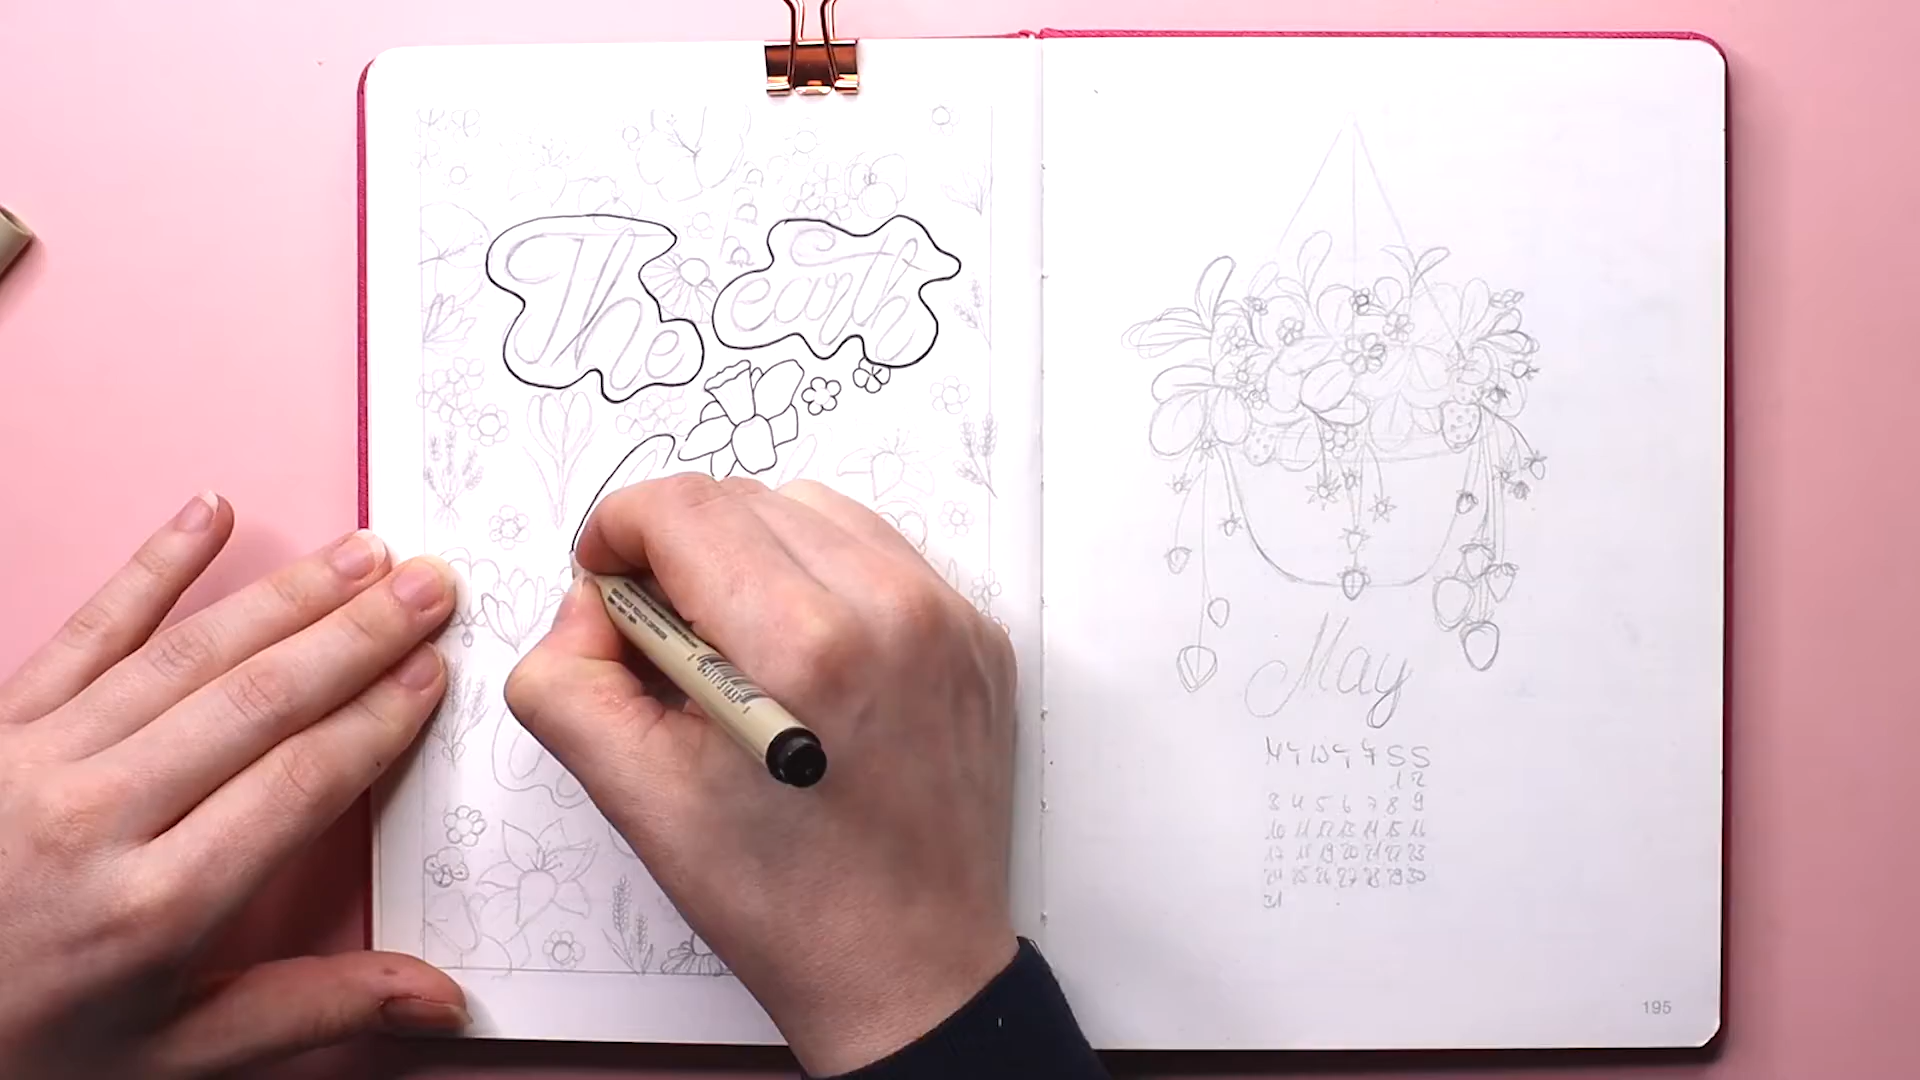 The earth
May
M T W T F S S
1 2
3 4 5 6 7 8 9
10 11 12 13 14 15 16
17 18 19 20 21 22 23
24 25 26 27 28 29 30
31
195